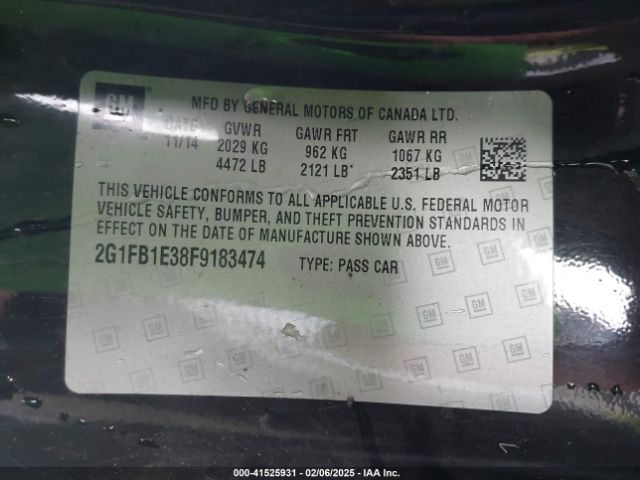 GM
MFD BY GENERAL MOTORS OF CANADA LTD.
DATE GVWR GAWR FRT GAWR RR
11/14 2029 KG 962 KG 1067 KG
4472 LB 2121 LB* 2351 LB
THIS VEHICLE CONFORMS TO ALL APPLICABLE U.S. FEDERAL MOTOR
VEHICLE SAFETY, BUMPER, AND THEFT PREVENTION STANDARDS IN
EFFECT ON THE DATE OF MANUFACTURE SHOWN ABOVE.
2G1FB1E38F9183474 TYPE: PASS CAR
000-41525931 - 02/06/2025 - IAA Inc.